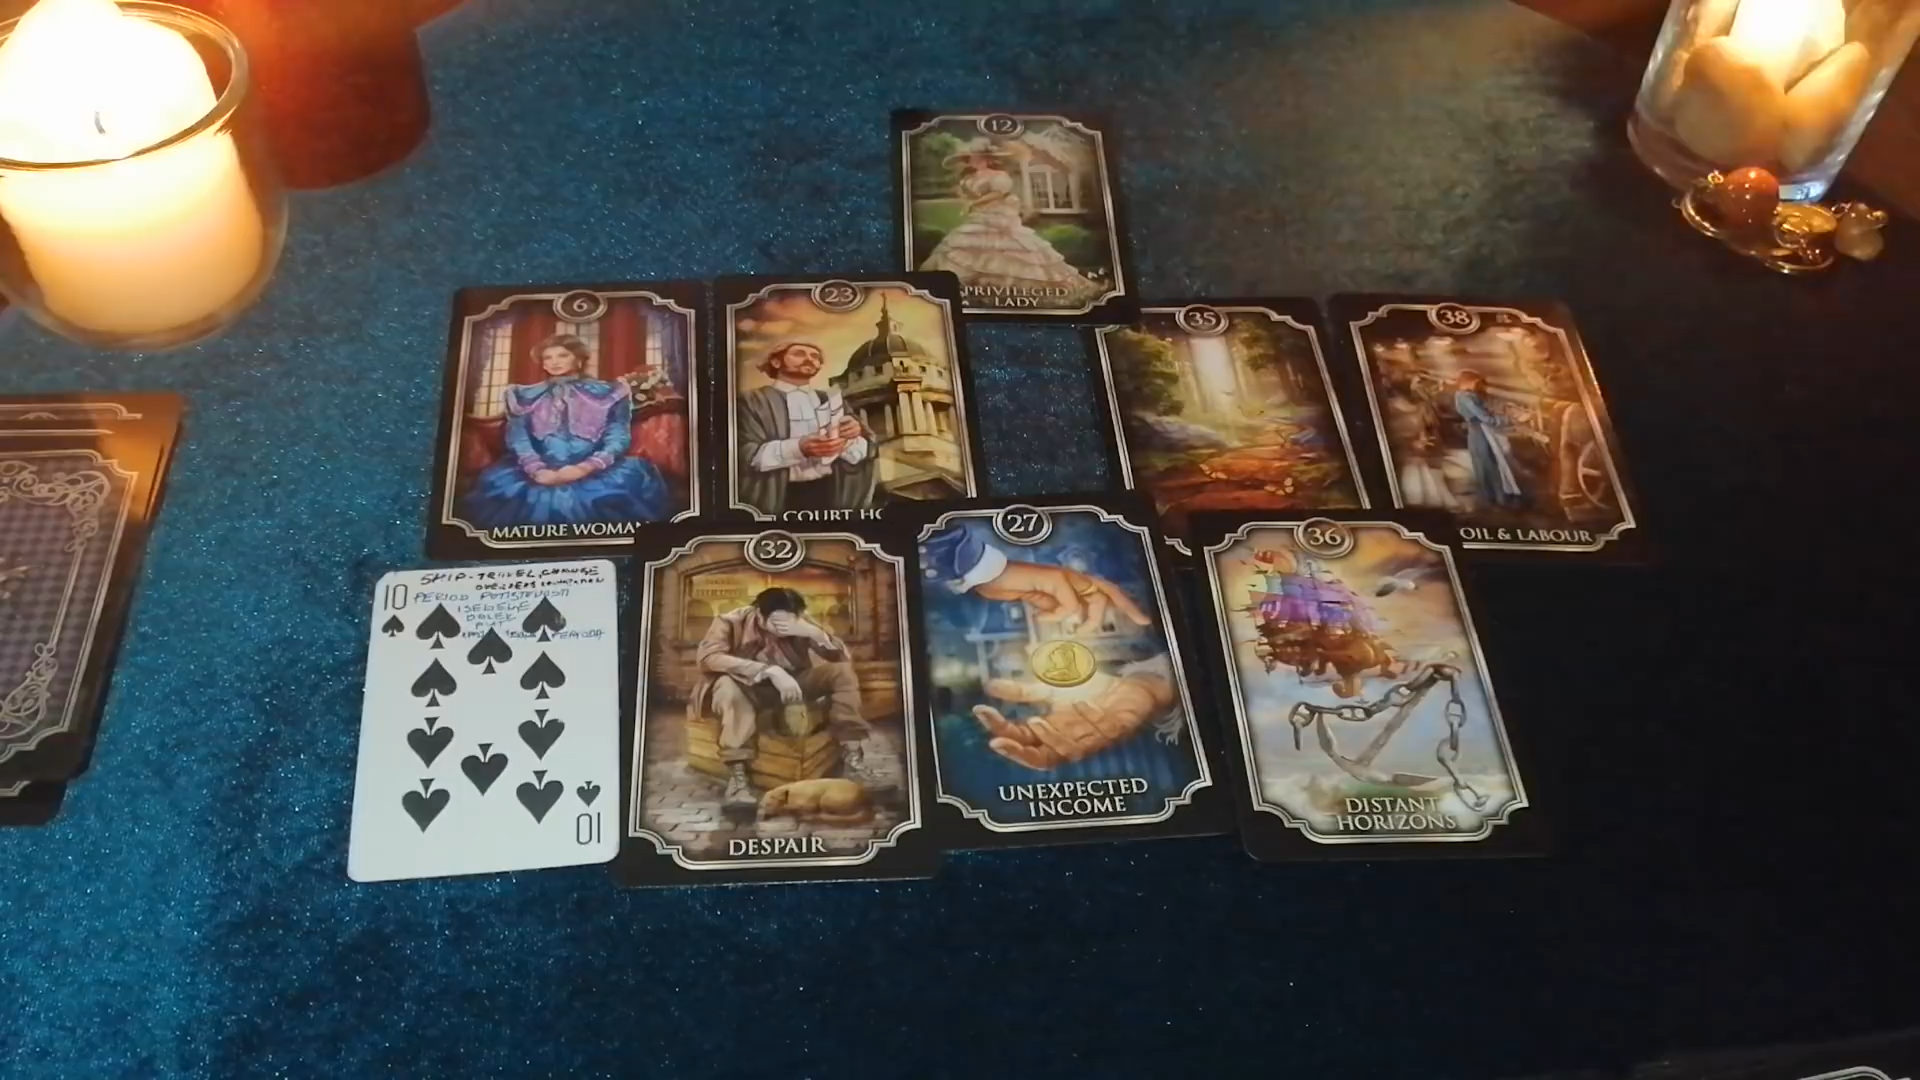 12
PRIVILEGED
LADY
6
MATURE WOMAN
23
COURT HO
35
38
OIL & LABOUR
10
SHIP - TRAVEL, CHANGE
PERIOD
10
32
DESPAIR
27
UNEXPECTED
INCOME
36
DISTANT
HORIZONS